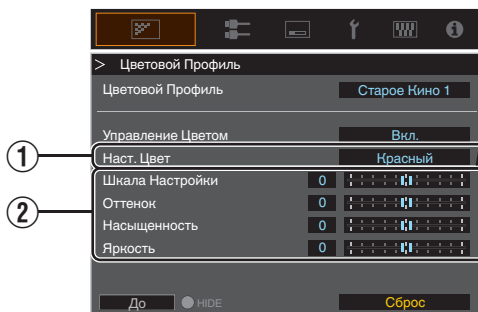 > Цветовой Профиль
Цветовой Профиль Старое Кино 1
Управление Цветом Вкл.
1 Наст. Цвет Красный
2 Шкала Настройки 0
Оттенок 0
Насыщенность 0
Яркость 0
До HIDE Сброс